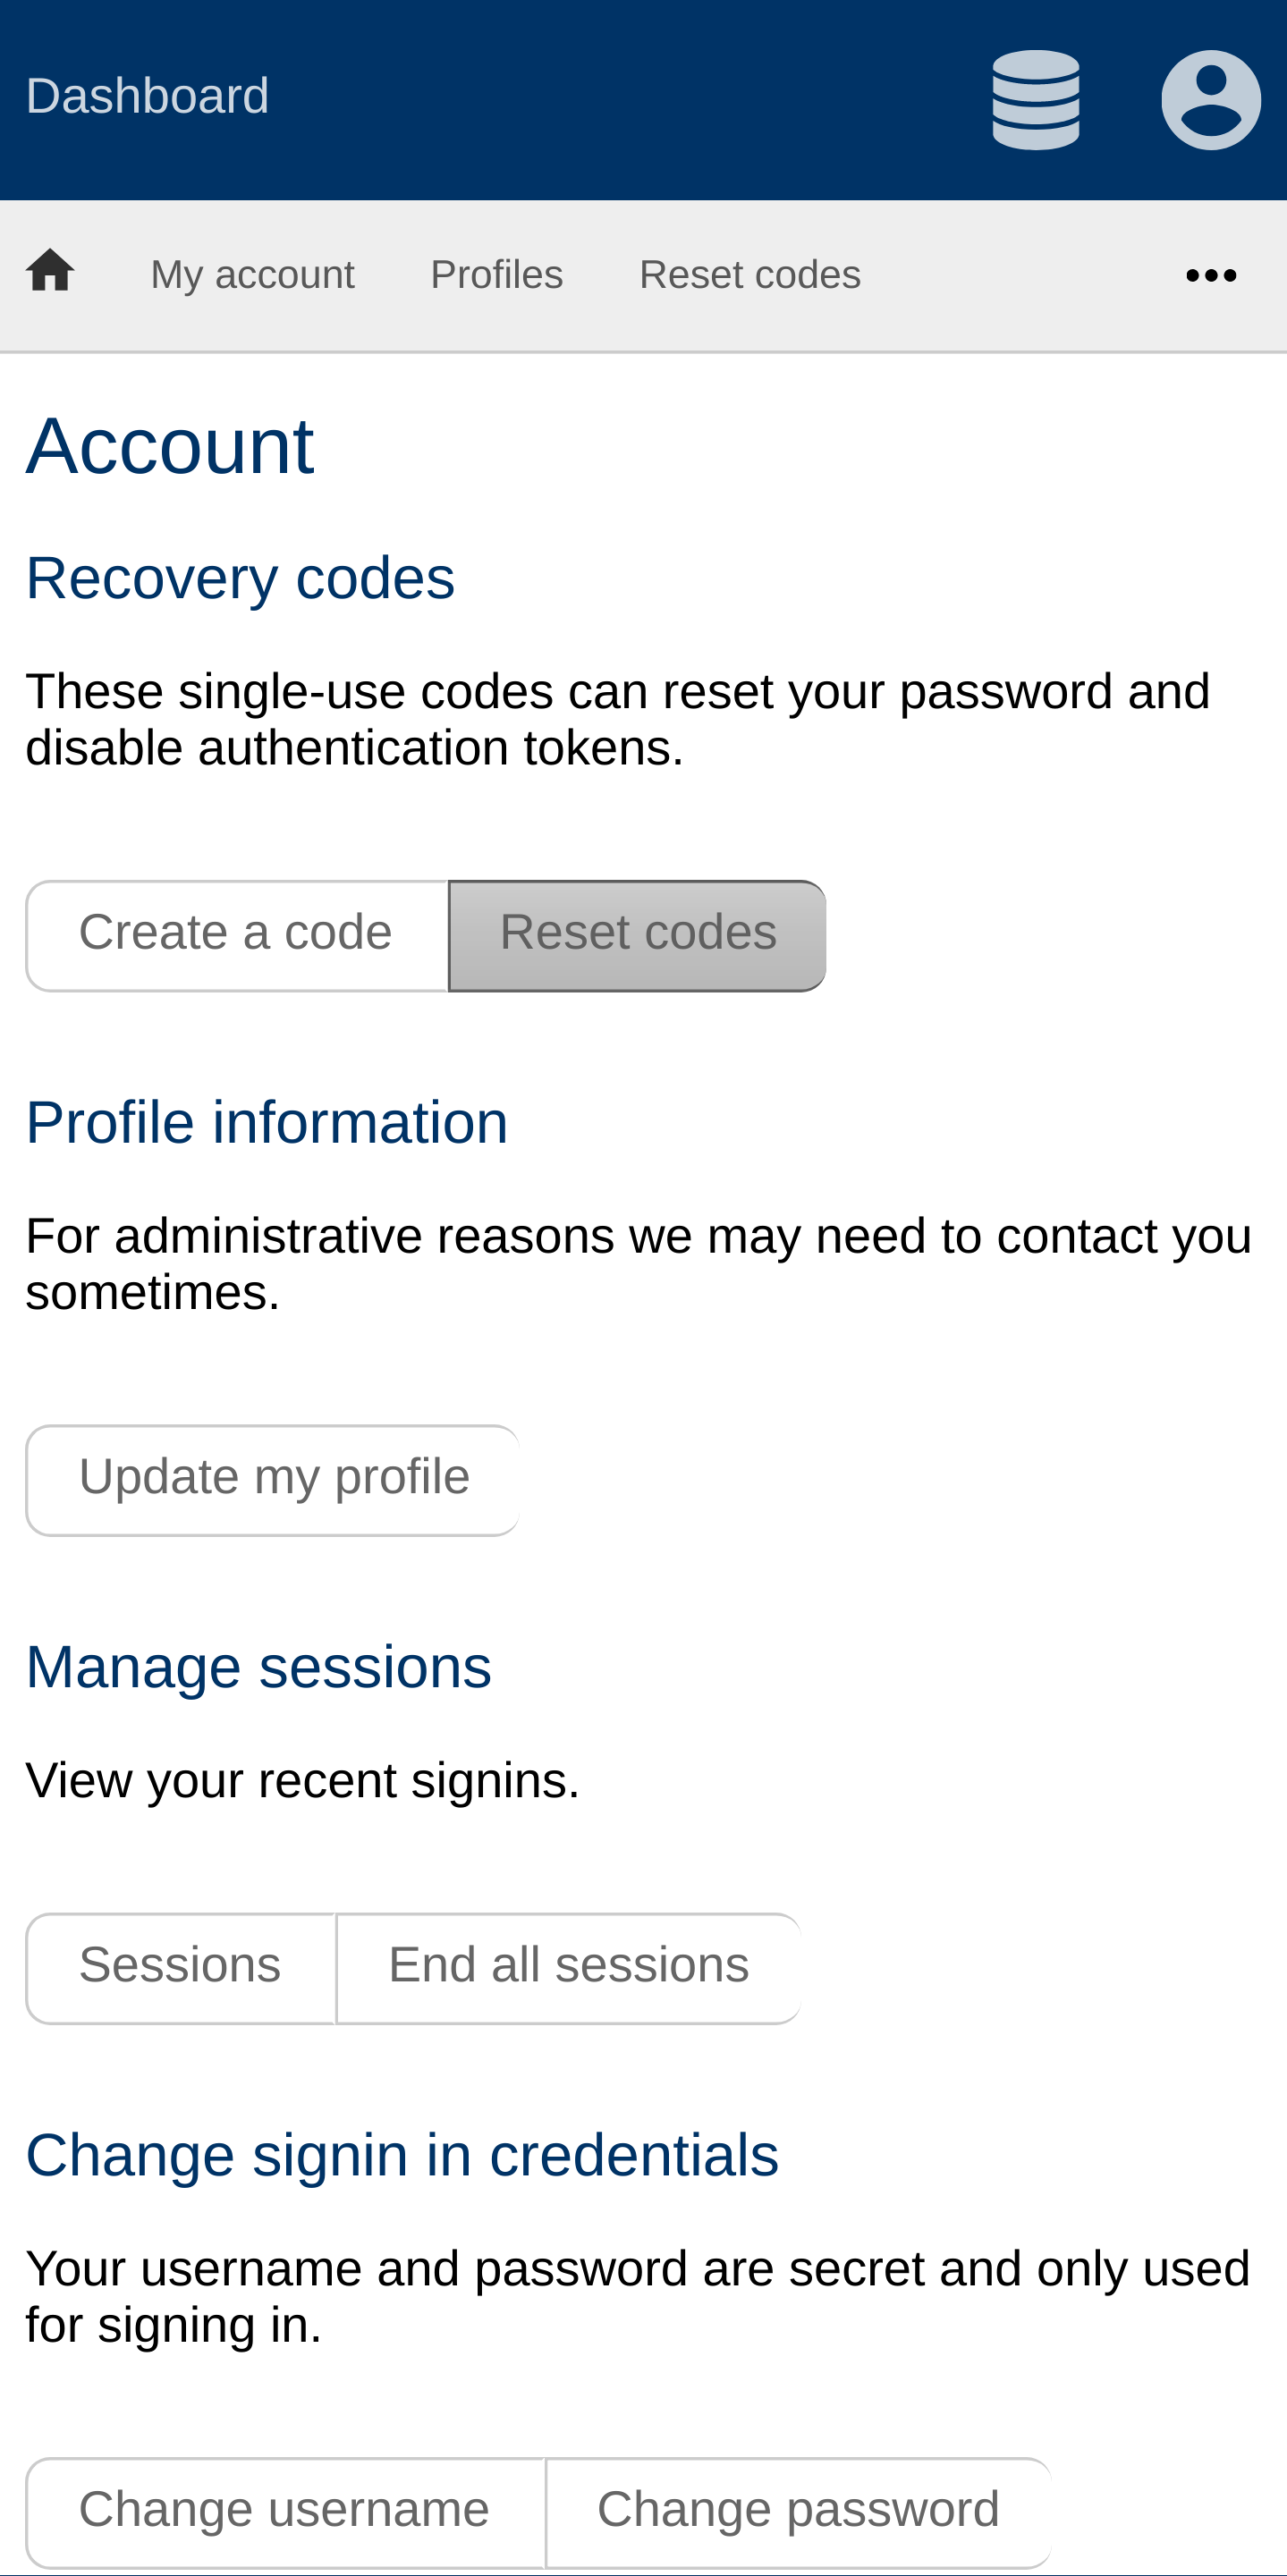 Dashboard
My account Profiles Reset codes
Account
Recovery codes
These single-use codes can reset your password and
disable authentication tokens.
Create a code Reset codes
Profile information
For administrative reasons we may need to contact you
sometimes.
Update my profile
Manage sessions
View your recent signins.
Sessions End all sessions
Change signin in credentials
Your username and password are secret and only used
for signing in.
Change username Change password